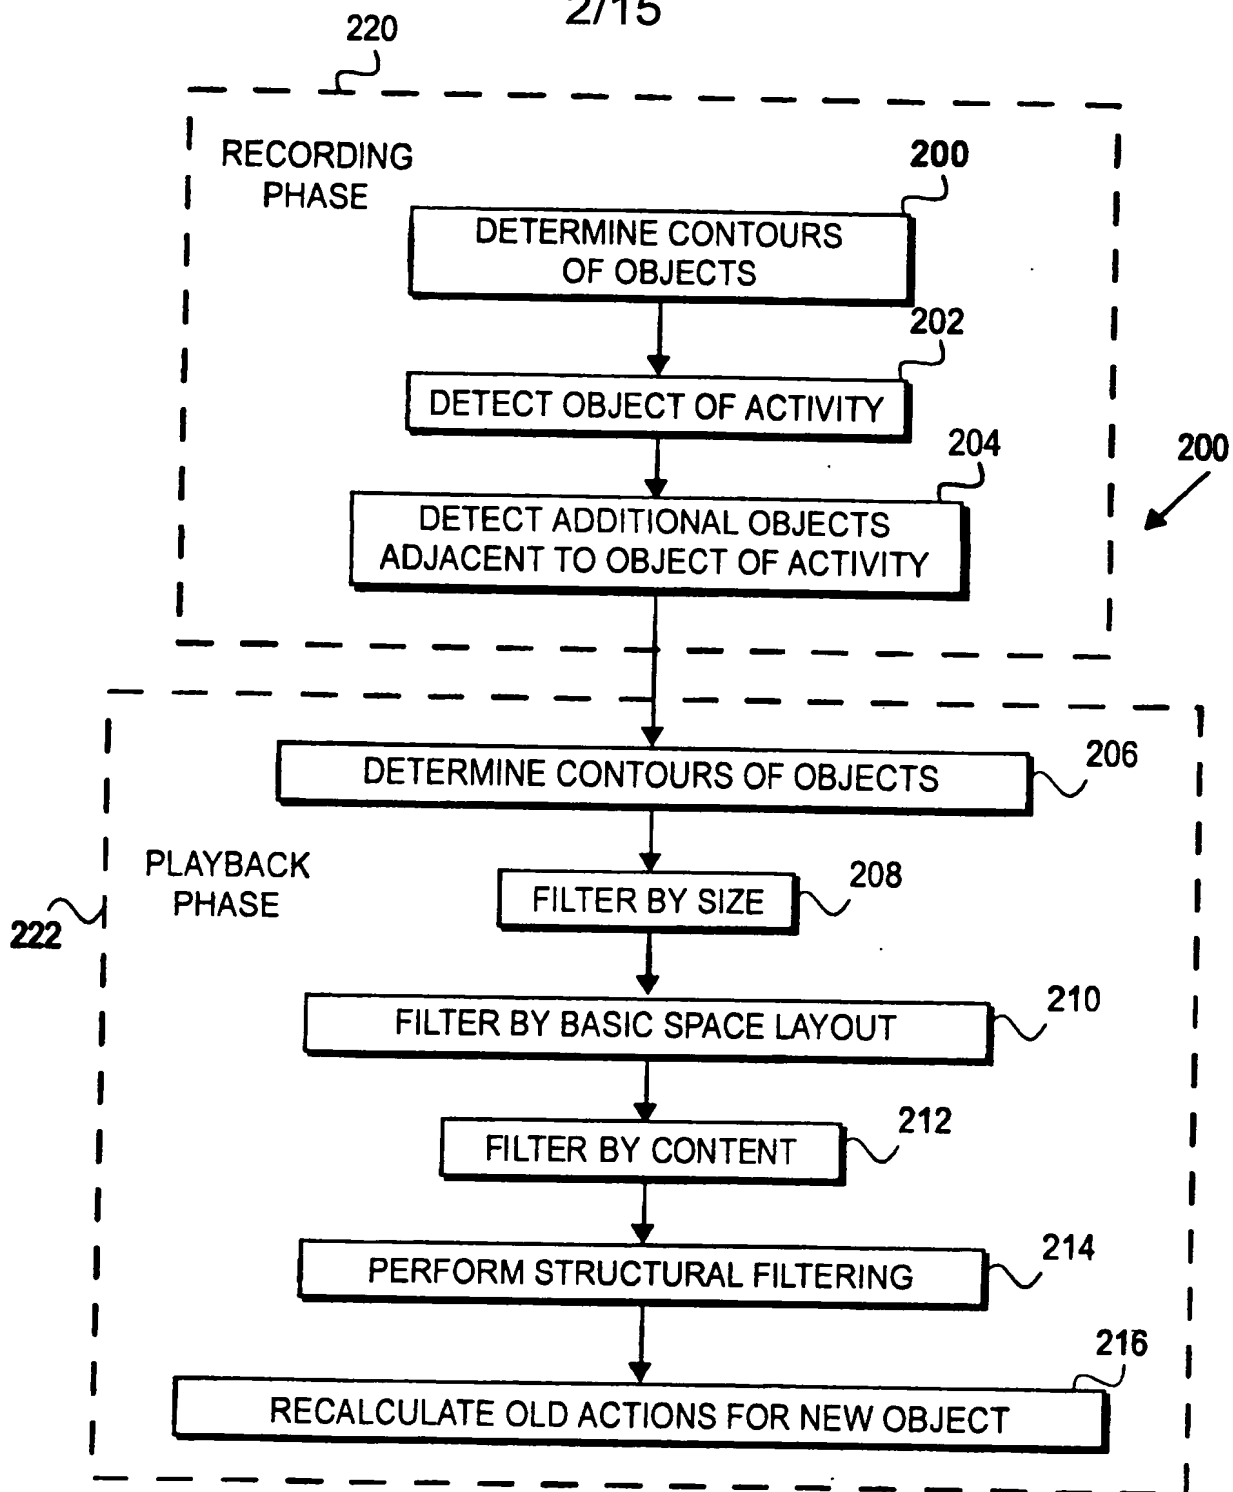 2/15
220
RECORDING
PHASE
200
DETERMINE CONTOURS
OF OBJECTS
202
DETECT OBJECT OF ACTIVITY
204
200
DETECT ADDITIONAL OBJECTS
ADJACENT TO OBJECT OF ACTIVITY
DETERMINE CONTOURS OF OBJECTS
206
PLAYBACK
PHASE
222
FILTER BY SIZE
208
FILTER BY BASIC SPACE LAYOUT
210
FILTER BY CONTENT
212
PERFORM STRUCTURAL FILTERING
214
216
RECALCULATE OLD ACTIONS FOR NEW OBJECT